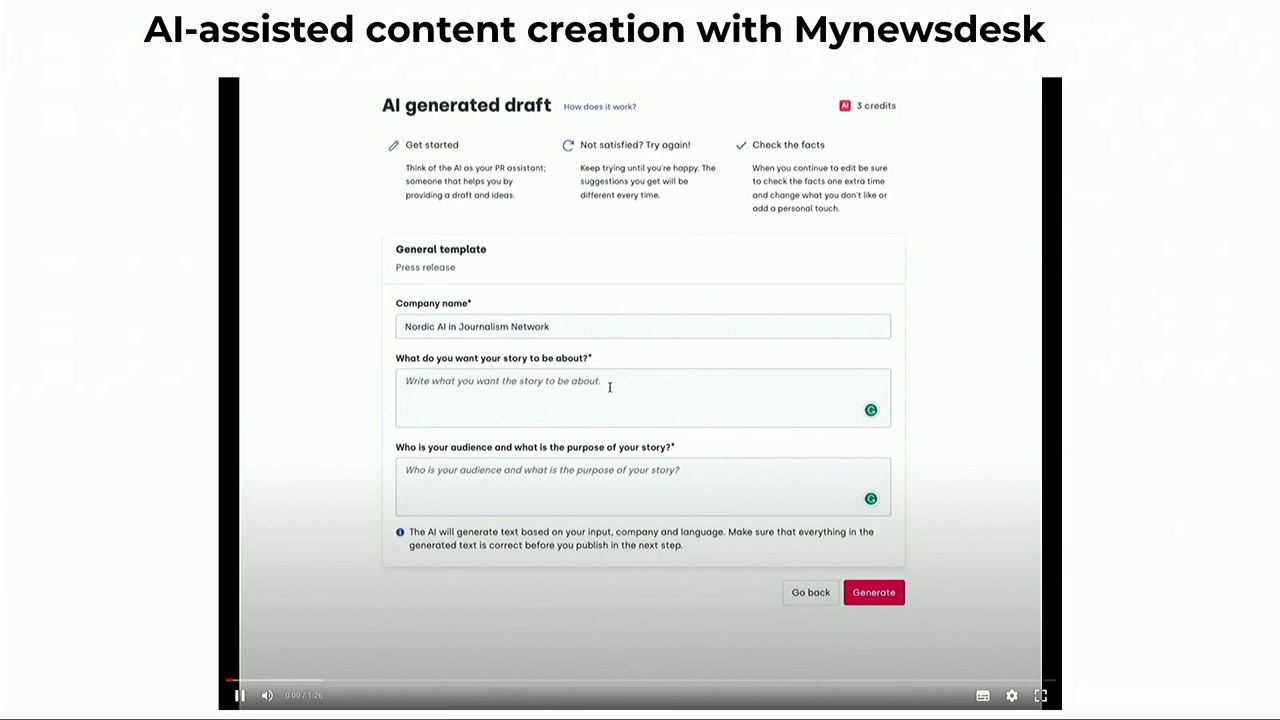 AI-assisted content creation with Mynewsdesk
AI generated draft How does it work? AI 3 credits
Get started
Think of the AI as your PR assistant;
someone that helps you by
providing a draft and ideas.
Not satisfied? Try again!
Keep trying until you're happy. The
suggestions you get will be
different every time.
Check the facts
When you continue to edit be sure
to check the facts one extra time
and change what you don't like or
add a personal touch.
General template
Press release
Company name*
Nordic AI in Journalism Network
What do you want your story to be about?*
Write what you want the story to be about.
Who is your audience and what is the purpose of your story?*
Who is your audience and what is the purpose of your story?
The AI will generate text based on your input, company and language. Make sure that everything in the
generated text is correct before you publish in the next step.
Go back Generate
0:00 / 1:26